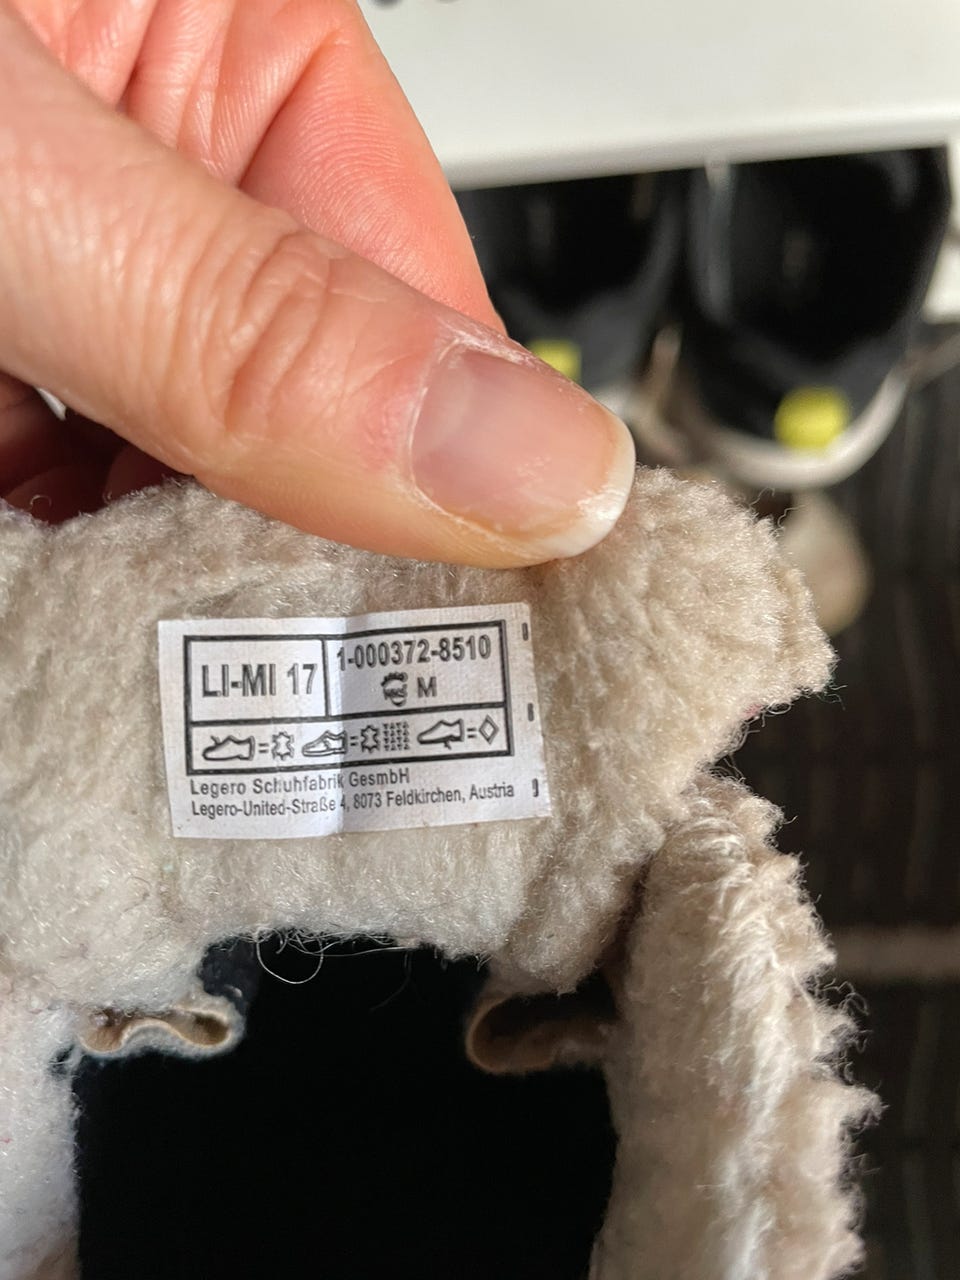 LI-MI 17
1-000372-8510
M
= = =
Legero Schuhfabrik GesmbH
Legero-United-Straße 4, 8073 Feldkirchen, Austria